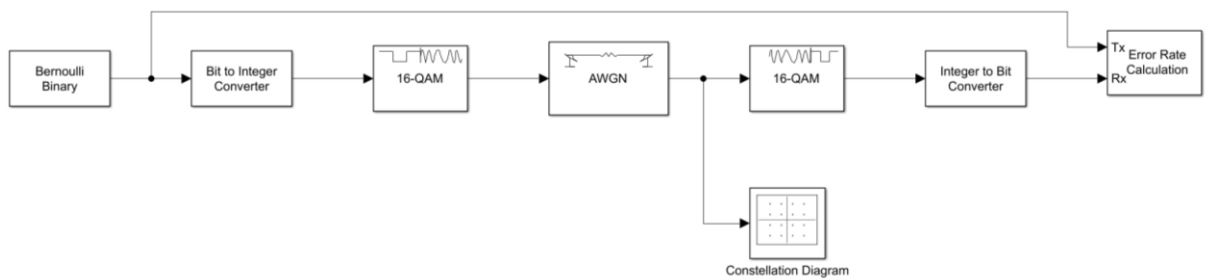 Bernoulli
Binary
Bit to Integer
Converter
16-QAM
AWGN
16-QAM
Integer to Bit
Converter
Tx
Rx
Error Rate
Calculation
Constellation Diagram